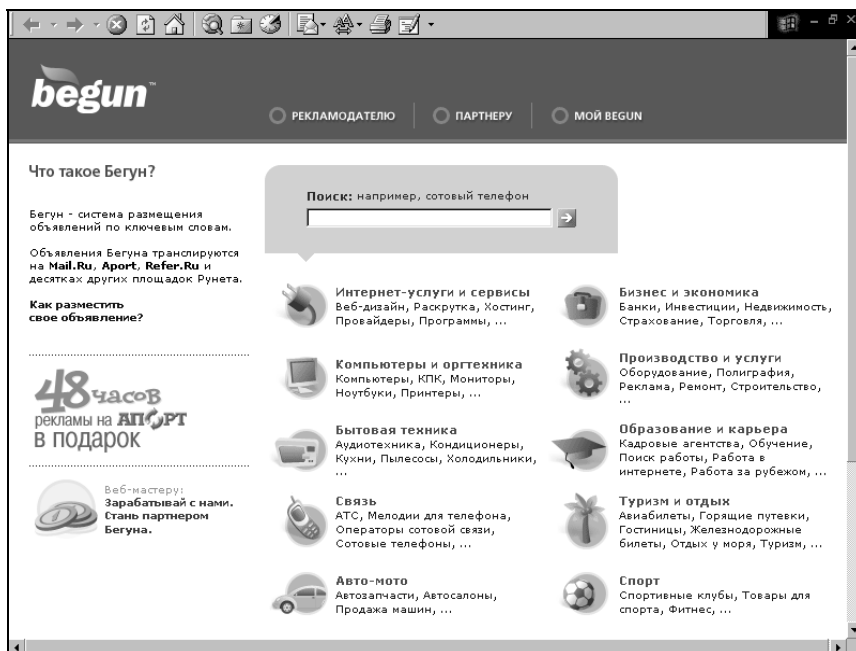 begun™
РЕКЛАМОДАТЕЛЮ
ПАРТНЕРУ
МОЙ BEGUN
Что такое Бегун?
Бегун - система размещения
объявлений по ключевым словам.
Объявления Бегуна транслируются
на Mail.Ru, Aport, Refer.Ru и
десятках других площадок Рунета.
Как разместить
свое объявление?
48 часов
рекламы на АПОРТ
в подарок
Веб-мастеру:
Зарабатывай с нами.
Стань партнером
Бегуна.
Поиск: например, сотовый телефон
Интернет-услуги и сервисы
Веб-дизайн, Раскрутка, Хостинг,
Провайдеры, Программы, ...
Компьютеры и оргтехника
Компьютеры, КПК, Мониторы,
Ноутбуки, Принтеры, ...
Бытовая техника
Аудиотехника, Кондиционеры,
Кухни, Пылесосы, Холодильники,
...
Связь
АТС, Мелодии для телефона,
Операторы сотовой связи,
Сотовые телефоны, ...
Авто-мото
Автозапчасти, Автосалоны,
Продажа машин, ...
Бизнес и экономика
Банки, Инвестиции, Недвижимость,
Страхование, Торговля, ...
Производство и услуги
Оборудование, Полиграфия,
Реклама, Ремонт, Строительство,
...
Образование и карьера
Кадровые агентства, Обучение,
Поиск работы, Работа в
интернете, Работа за рубежом, ...
Туризм и отдых
Авиабилеты, Горящие путевки,
Гостиницы, Железнодорожные
билеты, Отдых у моря, Туризм, ...
Спорт
Спортивные клубы, Товары для
спорта, Фитнес, ...